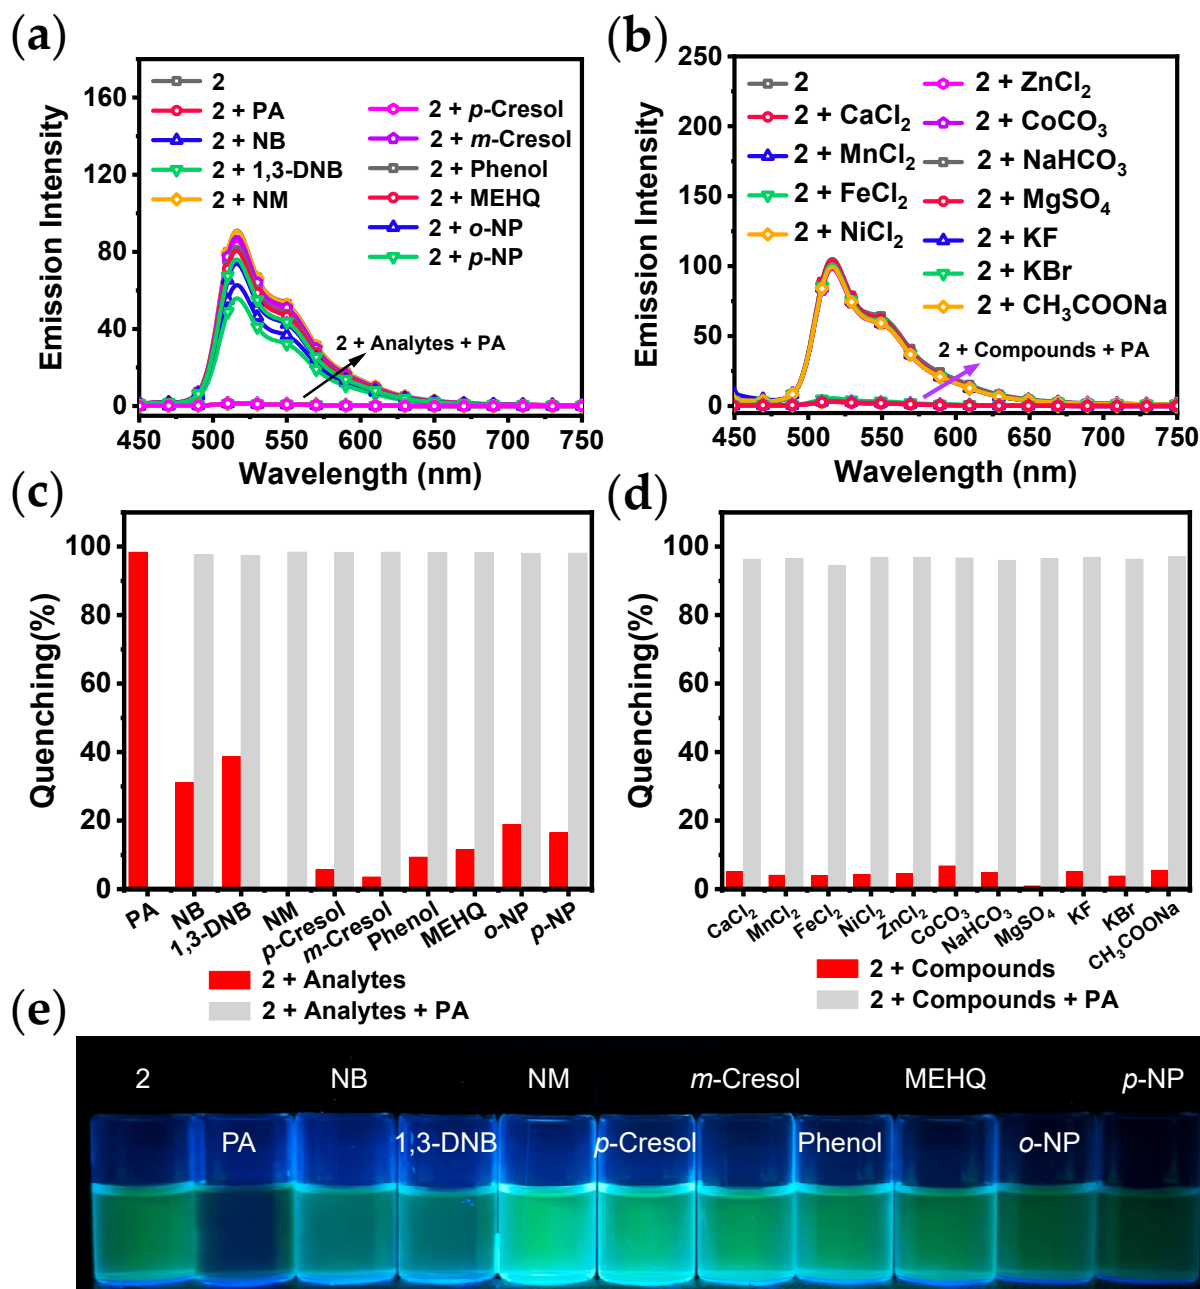 (a)
Emission Intensity
160
120
80
40
0
2
2 + PA
2 + NB
2 + 1,3-DNB
2 + NM
2 + p-Cresol
2 + m-Cresol
2 + Phenol
2 + MEHQ
2 + o-NP
2 + p-NP
2 + Analytes + PA
450 500 550 600 650 700 750
Wavelength (nm)
(b)
Emission Intensity
250
200
150
100
50
0
2
2 + CaCl₂
2 + MnCl₂
2 + FeCl₂
2 + NiCl₂
2 + ZnCl₂
2 + CoCO₃
2 + NaHCO₃
2 + MgSO₄
2 + KF
2 + KBr
2 + CH₃COONa
2 + Compounds + PA
450 500 550 600 650 700 750
Wavelength (nm)
(c)
Quenching(%)
100
80
60
40
20
0
PA
NB
1,3-DNB
NM
p-Cresol
m-Cresol
Phenol
MEHQ
o-NP
p-NP
2 + Analytes
2 + Analytes + PA
(d)
Quenching(%)
100
80
60
40
20
0
CaCl₂
MnCl₂
FeCl₂
NiCl₂
ZnCl₂
CoCO₃
NaHCO₃
MgSO₄
KF
KBr
CH₃COONa
2 + Compounds
2 + Compounds + PA
(e)
2 NB NM m-Cresol MEHQ p-NP
PA 1,3-DNB p-Cresol Phenol o-NP